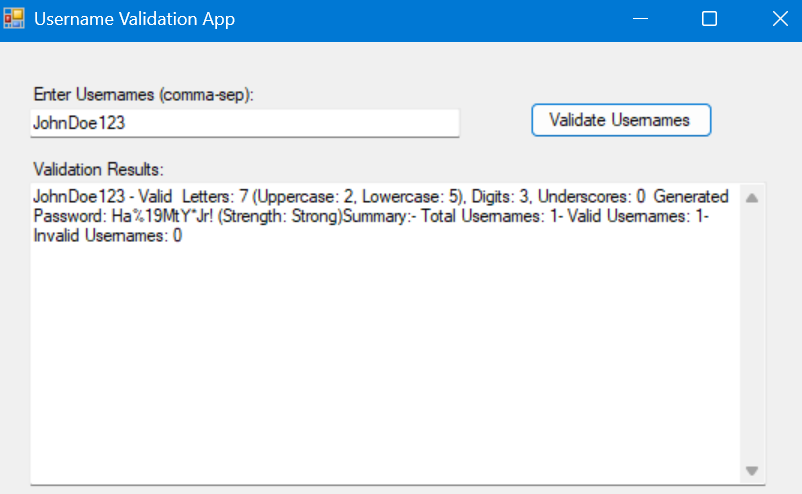 Username Validation App
Enter Usernames (comma-sep):
JohnDoe123
Validate Usernames
Validation Results:
JohnDoe123 - Valid  Letters: 7 (Uppercase: 2, Lowercase: 5), Digits: 3, Underscores: 0  Generated
Password: Ha%19MtY*Jr! (Strength: Strong)Summary:- Total Usernames: 1- Valid Usernames: 1-
Invalid Usernames: 0